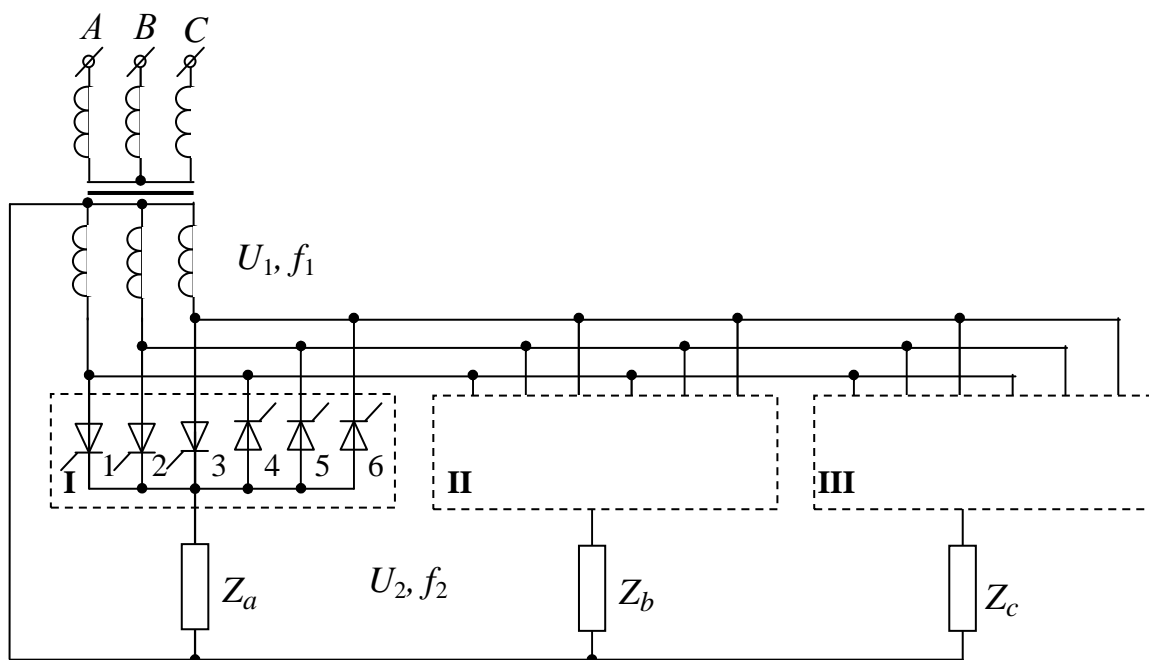 A B C
U1, f1
1 2 3 4 5 6
I II III
U2, f2
Za Zb Zc